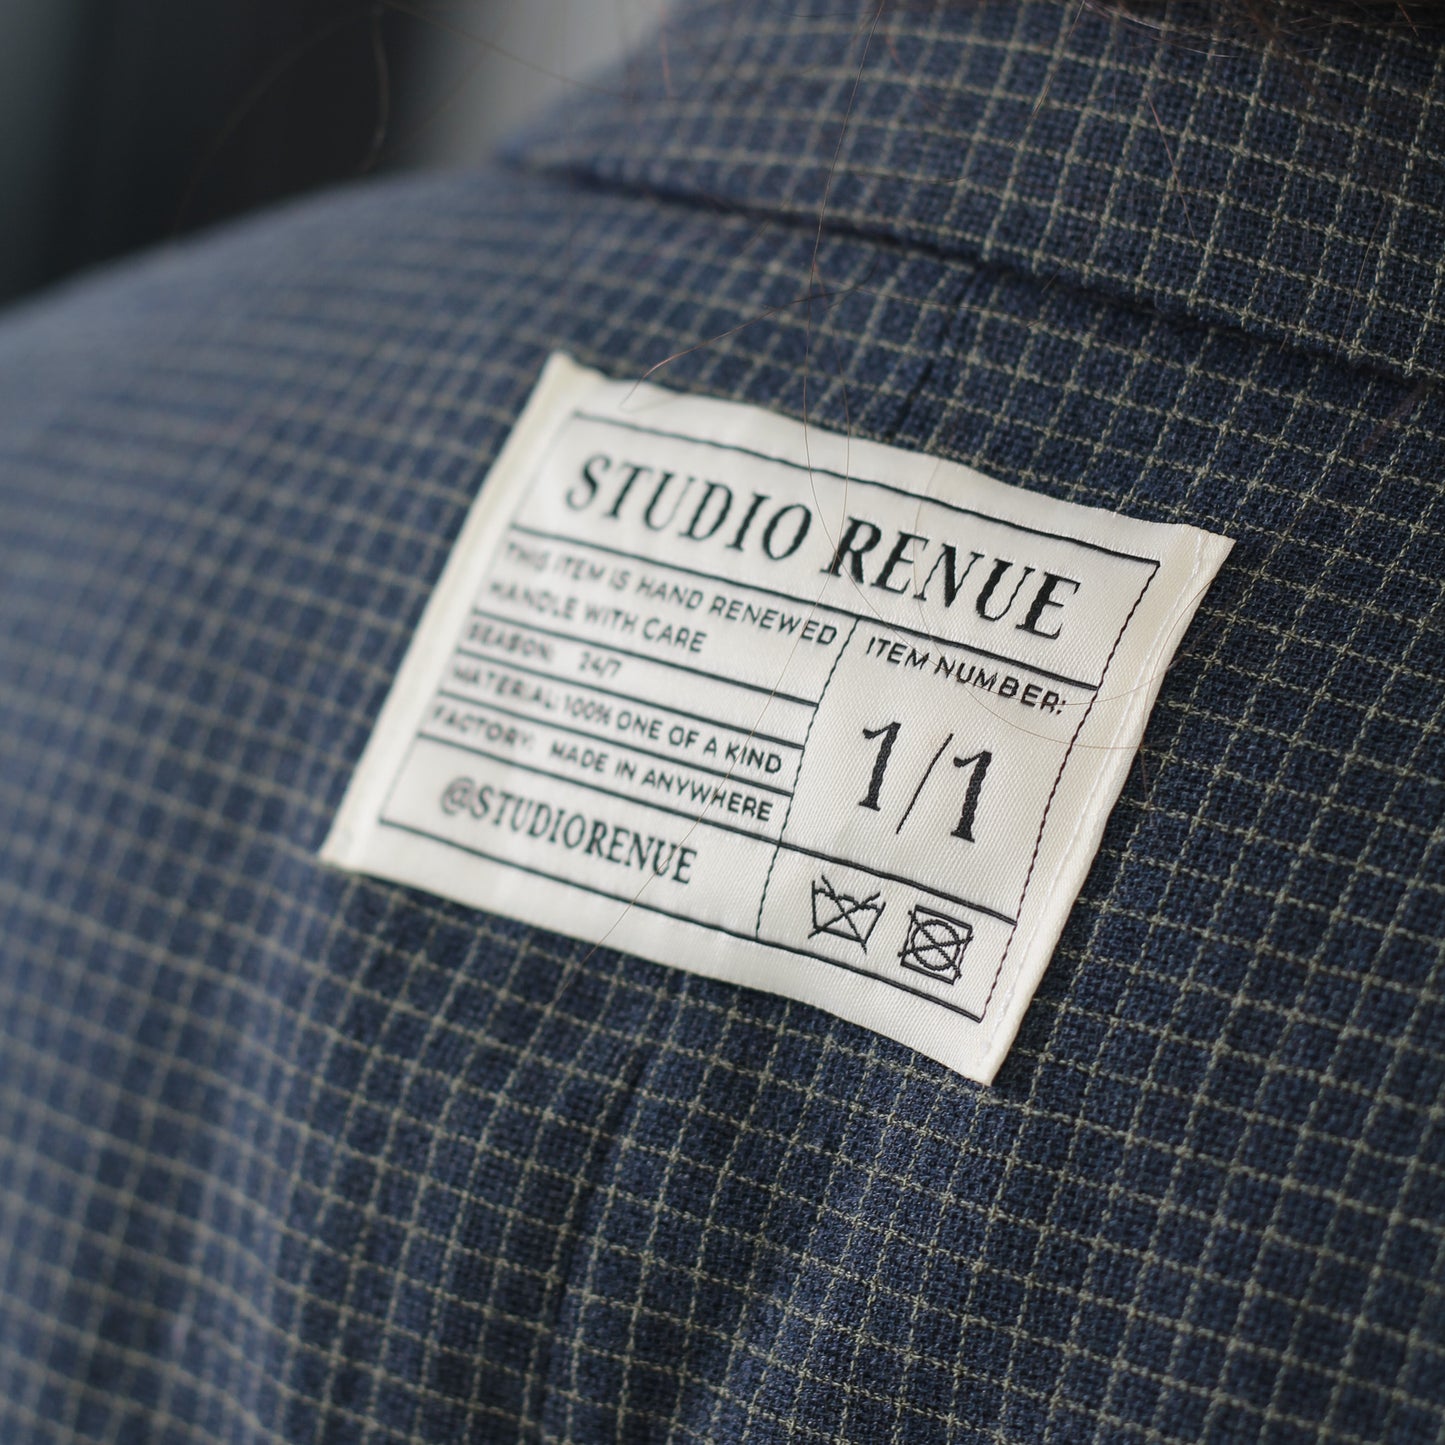 STUDIO RENUE
THIS ITEM IS HAND RENEWED
HANDLE WITH CARE
SEASON: 24/7
MATERIAL: 100% ONE OF A KIND
FACTORY: MADE IN ANYWHERE
@STUDIORENUE
ITEM NUMBER:
1/1